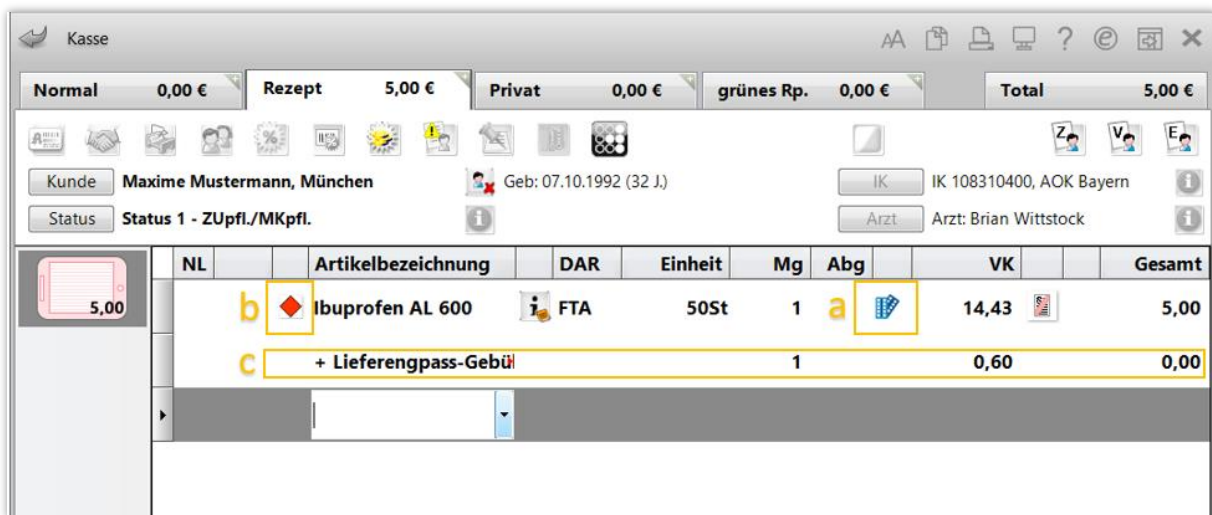 Kasse AA ? e
Normal 0,00 € Rezept 5,00 € Privat 0,00 € grünes Rp. 0,00 € Total 5,00 €
Z V E
Kunde Maxime Mustermann, München Geb: 07.10.1992 (32 J.) IK IK 108310400, AOK Bayern i
Status Status 1 - ZUpfl./MKpfl. i Arzt Arzt: Brian Wittstock i
NL Artikelbezeichnung DAR Einheit Mg Abg VK Gesamt
5,00 b Ibuprofen AL 600 i FTA 50St 1 a 14,43 5,00
c + Lieferengpass-Gebü 1 0,60 0,00